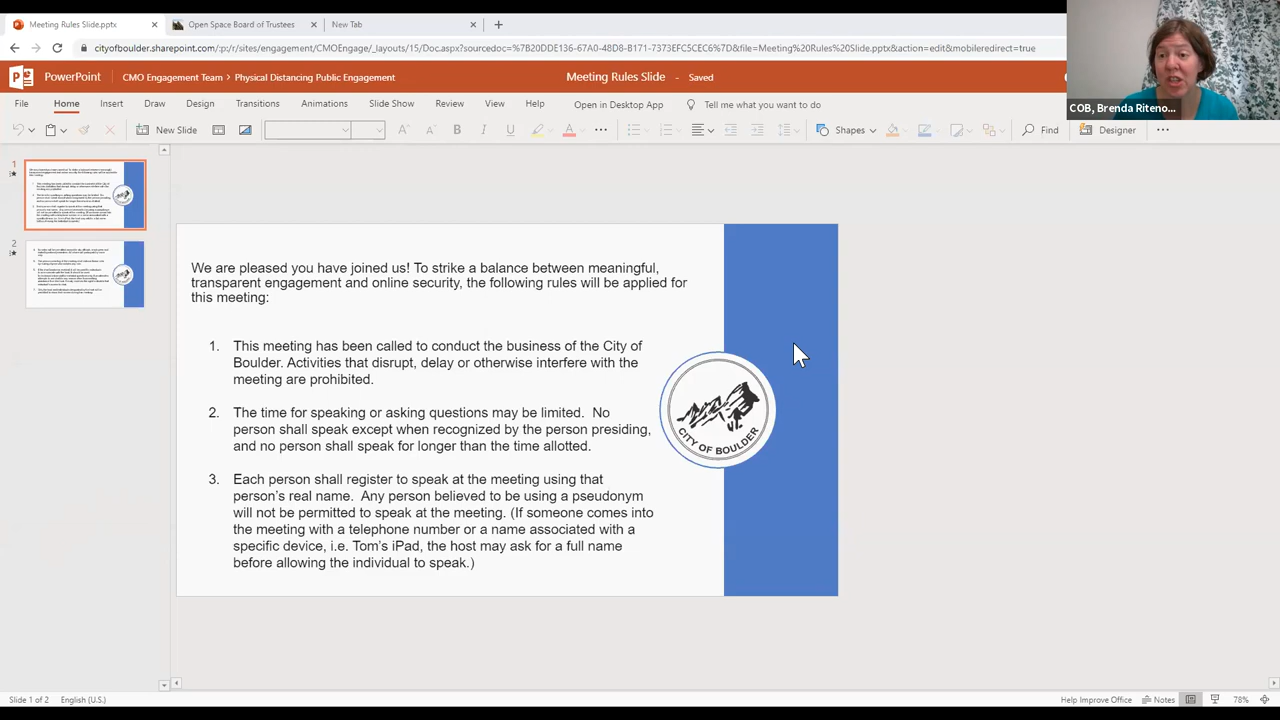 Meeting Rules Slide.pptx
Open Space Board of Trustees
New Tab
cityofboulder.sharepoint.com/:p:/r/sites/engagement/CMOEngage/_layouts/15/Doc.aspx?sourcedoc=%7B20DDE136-67A0-48D8-B171-7373EFC5CEC6%7D&file=Meeting%20Rules%20Slide.pptx&action=edit&mobileredirect=true
PowerPoint
CMO Engagement Team > Physical Distancing Public Engagement
Meeting Rules Slide - Saved
COB, Brenda Riteno...
File Home Insert Draw Design Transitions Animations Slide Show Review View Help Open in Desktop App Tell me what you want to do
New Slide
B I U A
Shapes
Find
Designer
1
2
We are pleased you have joined us! To strike a balance between meaningful,
transparent engagement and online security, the following rules will be applied for
this meeting:
1. This meeting has been called to conduct the business of the City of
Boulder. Activities that disrupt, delay or otherwise interfere with the
meeting are prohibited.
2. The time for speaking or asking questions may be limited. No
person shall speak except when recognized by the person presiding,
and no person shall speak for longer than the time allotted.
3. Each person shall register to speak at the meeting using that
person's real name. Any person believed to be using a pseudonym
will not be permitted to speak at the meeting. (If someone comes into
the meeting with a telephone number or a name associated with a
specific device, i.e. Tom's iPad, the host may ask for a full name
before allowing the individual to speak.)
CITY OF BOULDER
Slide 1 of 2 English (U.S.)
Help Improve Office Notes 78%